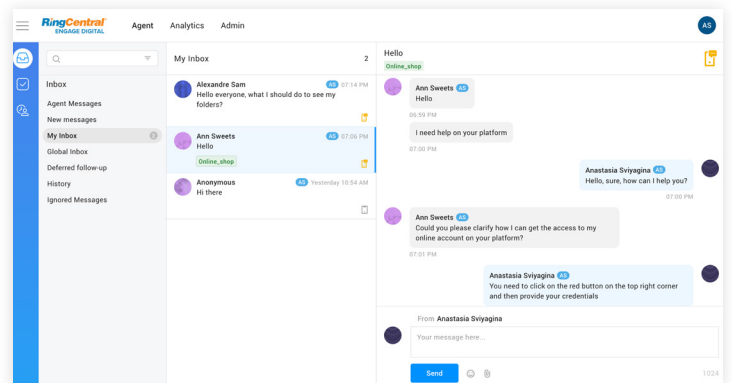 RingCentral®
ENGAGE DIGITAL
Agent
Analytics
Admin
AS
Inbox
Agent Messages
New messages
My Inbox 2
Global Inbox
Deferred follow-up
History
Ignored Messages
My Inbox 2
Alexandre Sam AS 07:14 PM
Hello everyone, what I should do to see my
folders?
Ann Sweets AS 07:06 PM
Hello
Online_shop
Anonymous AS Yesterday 10:54 AM
Hi there
Hello
Online_shop
Ann Sweets AS
Hello
06:59 PM
I need help on your platform
07:00 PM
Anastasia Sviyagina AS
Hello, sure, how can I help you?
07:00 PM
Ann Sweets AS
Could you please clarify how I can get the access to my
online account on your platform?
07:01 PM
Anastasia Sviyagina AS
You need to click on the red button on the top right corner
and then provide your credentials
From Anastasia Sviyagina
Your message here...
Send
1024